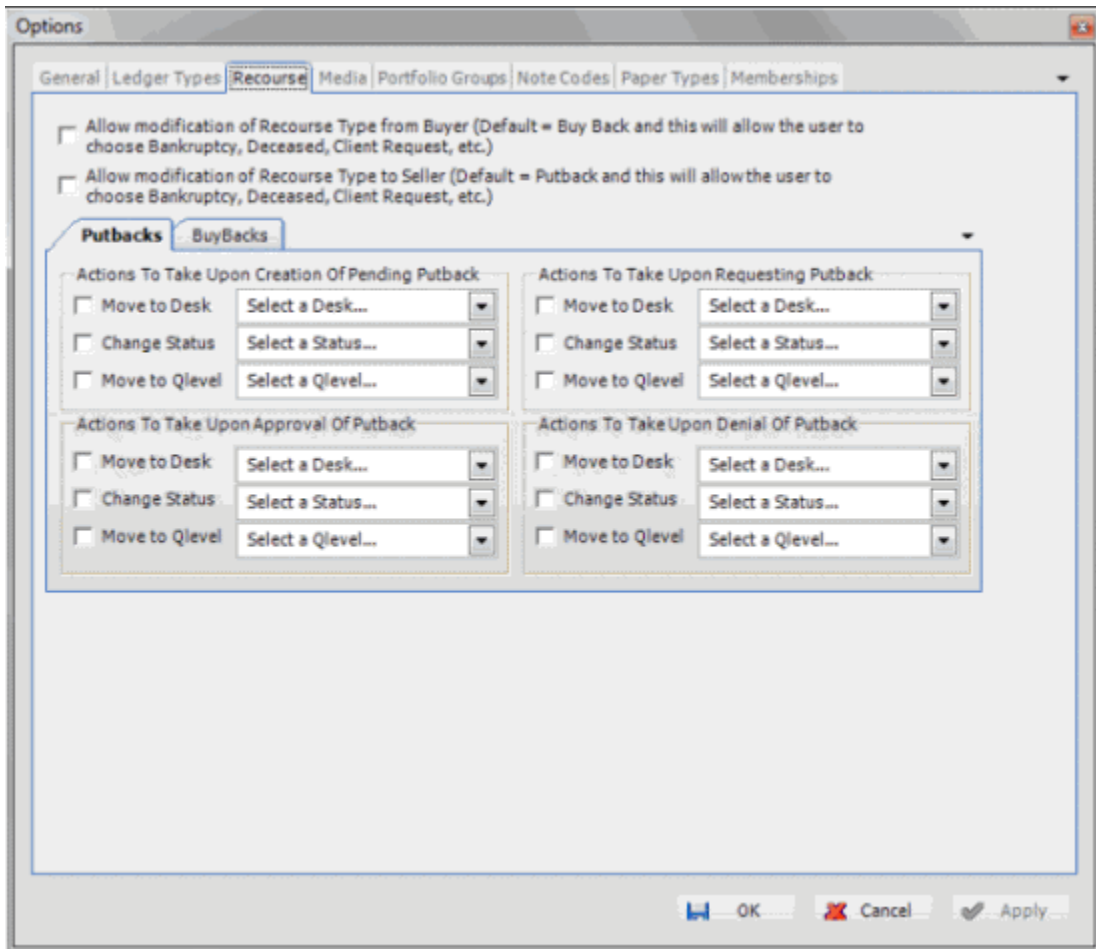 Options
General Ledger Types Recourse Media Portfolio Groups Note Codes Paper Types Memberships
Allow modification of Recourse Type from Buyer (Default = Buy Back and this will allow the user to
choose Bankruptcy, Deceased, Client Request, etc.)
Allow modification of Recourse Type to Seller (Default = Putback and this will allow the user to
choose Bankruptcy, Deceased, Client Request, etc.)
Putbacks BuyBacks
Actions To Take Upon Creation Of Pending Putback
Move to Desk Select a Desk...
Change Status Select a Status...
Move to Qlevel Select a Qlevel...
Actions To Take Upon Requesting Putback
Move to Desk Select a Desk...
Change Status Select a Status...
Move to Qlevel Select a Qlevel...
Actions To Take Upon Approval Of Putback
Move to Desk Select a Desk...
Change Status Select a Status...
Move to Qlevel Select a Qlevel...
Actions To Take Upon Denial Of Putback
Move to Desk Select a Desk...
Change Status Select a Status...
Move to Qlevel Select a Qlevel...
OK Cancel Apply